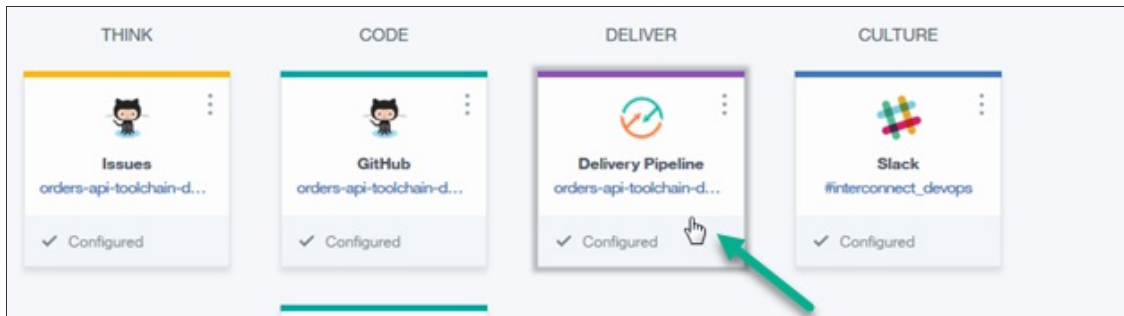 THINK
CODE
DELIVER
CULTURE
Issues
orders-api-toolchain-d...
Configured
GitHub
orders-api-toolchain-d...
Configured
Delivery Pipeline
orders-api-toolchain-d...
Configured
Slack
#interconnect_devops
Configured